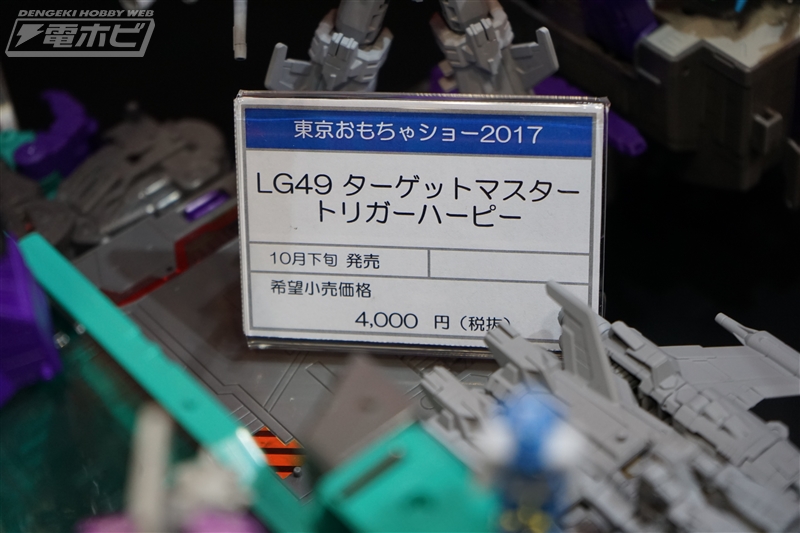 DENGEKI HOBBY WEB
電ホビ
東京おもちゃショー2017
LG49 ターゲットマスター
トリガーハーピー
10月下旬 発売
希望小売価格
4,000 円(税抜)